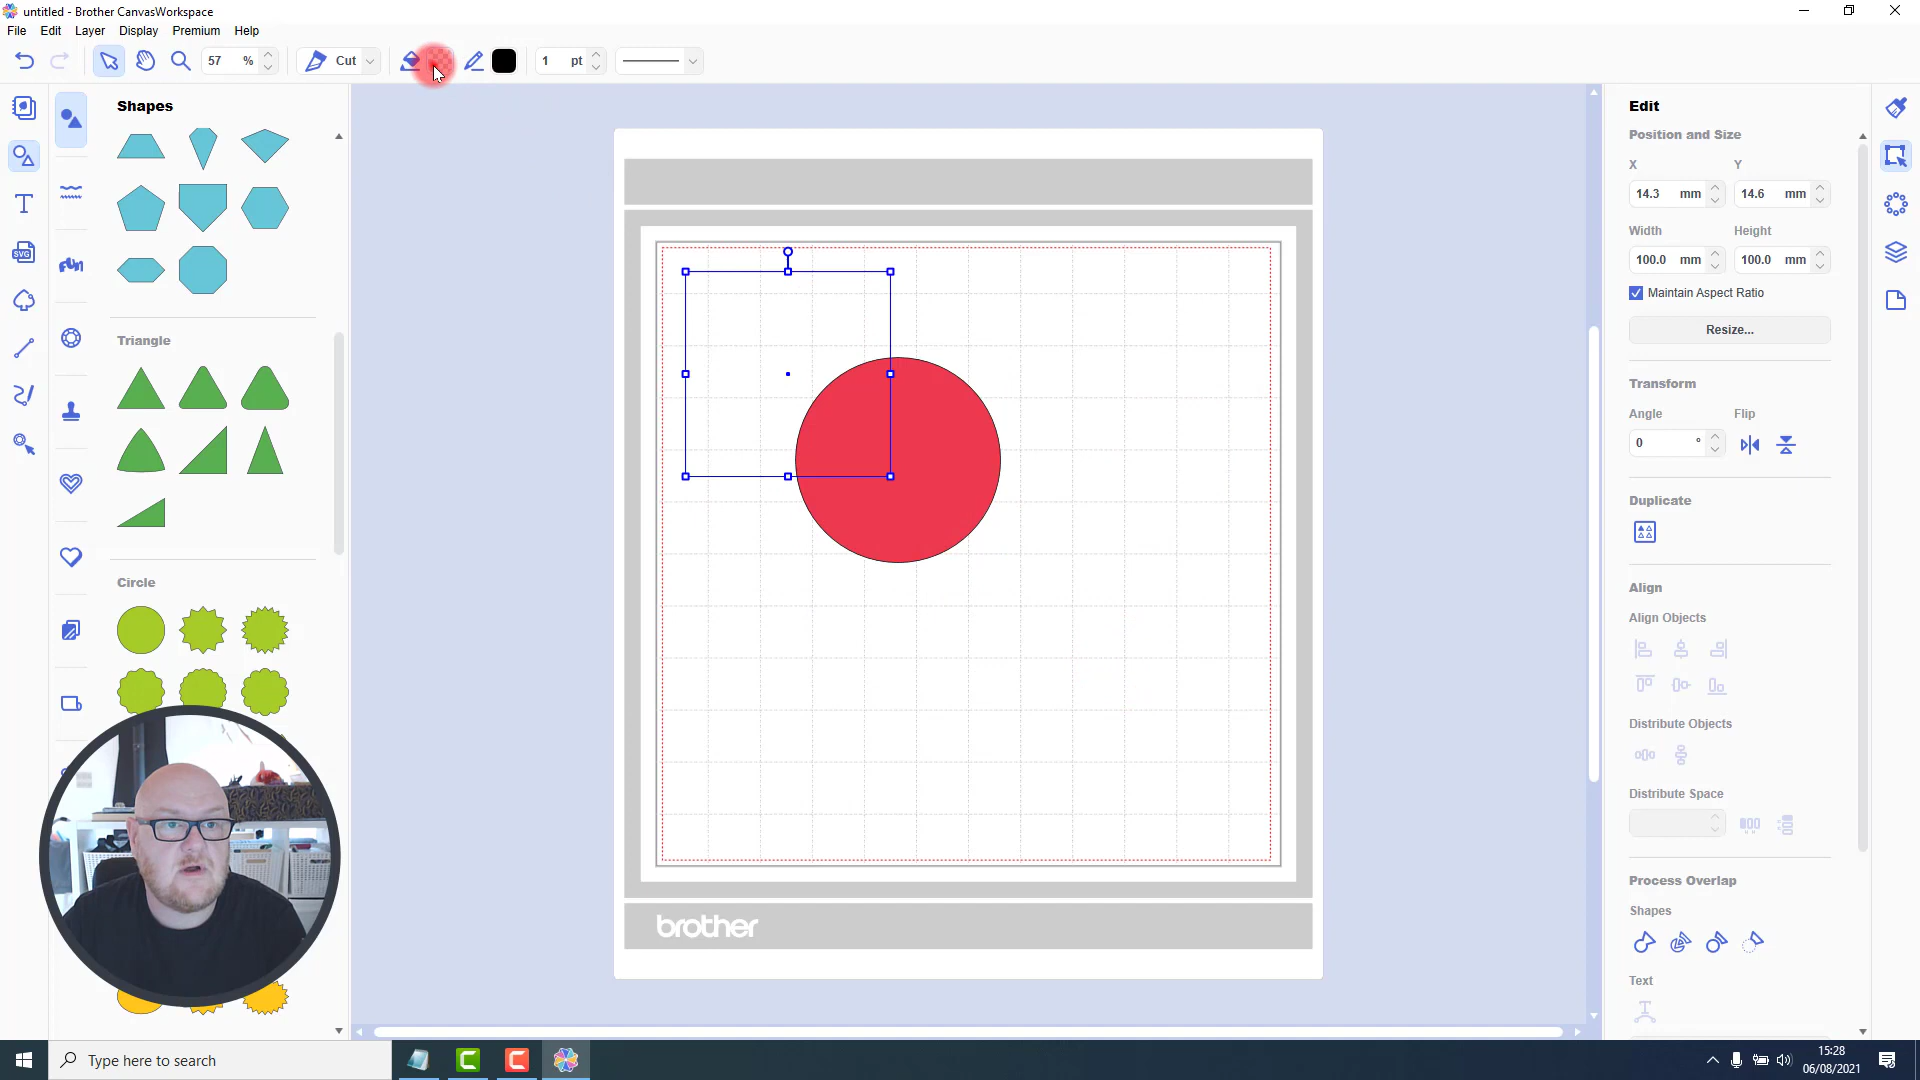 untitled - Brother CanvasWorkspace
File Edit Layer Display Premium Help
57 % Cut 1 pt
Shapes
Triangle
Circle
SVG
T
FUN
brother
Edit
Position and Size
X Y
14.3 mm 14.6 mm
Width Height
100.0 mm 100.0 mm
Maintain Aspect Ratio
Resize...
Transform
Angle Flip
0 °
Duplicate
Align
Align Objects
Distribute Objects
Distribute Space
Process Overlap
Shapes
Text
Type here to search
15:28
06/08/2021